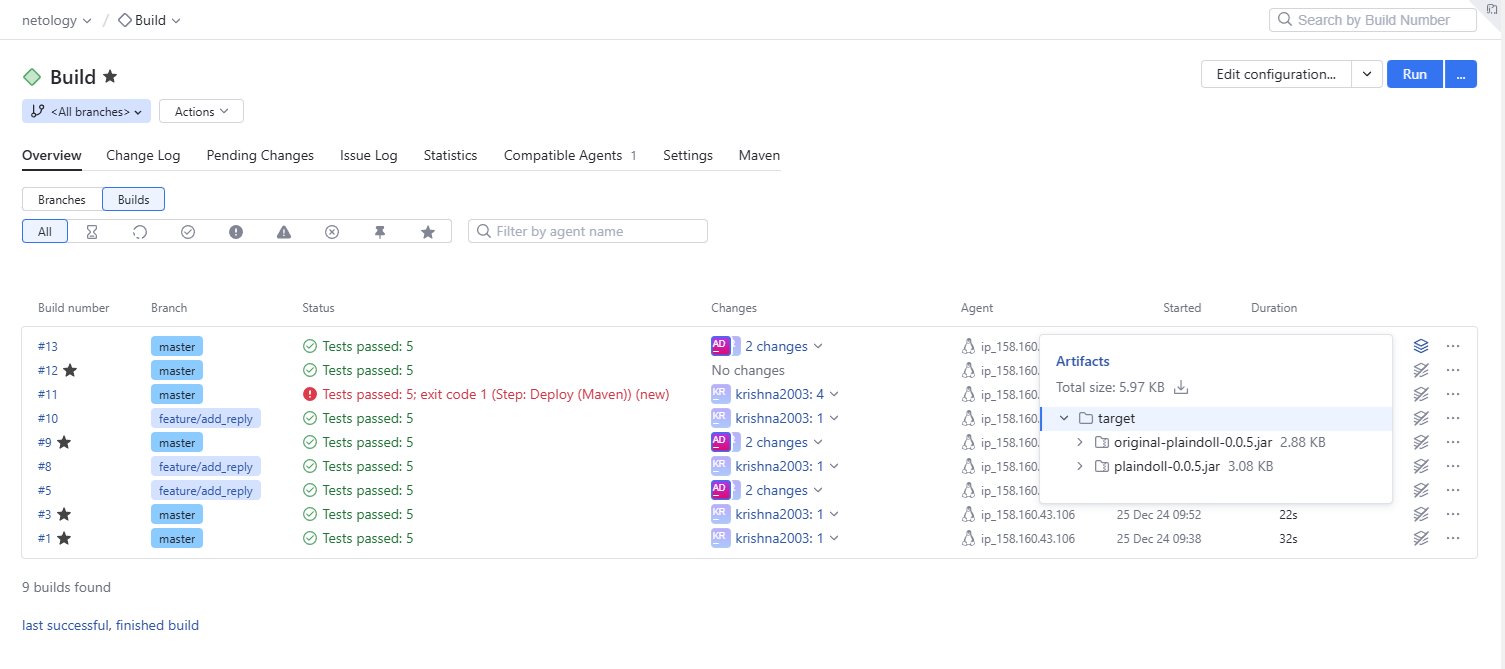 netology / Build
Search by Build Number
Build
Edit configuration...
Run
...
<All branches>
Actions
Overview
Change Log
Pending Changes
Issue Log
Statistics
Compatible Agents 1
Settings
Maven
Branches
Builds
All
Filter by agent name
Build number Branch Status Changes Agent Started Duration
#13 master Tests passed: 5 AD 2 changes ip_158.160.
#12 master Tests passed: 5 No changes ip_158.160.
#11 master Tests passed: 5; exit code 1 (Step: Deploy (Maven)) (new) KR krishna2003: 4 ip_158.160.
#10 feature/add_reply Tests passed: 5 KR krishna2003: 1 ip_158.160.
#9 master Tests passed: 5 AD 2 changes ip_158.160.
#8 feature/add_reply Tests passed: 5 KR krishna2003: 1 ip_158.160.
#5 feature/add_reply Tests passed: 5 AD 2 changes ip_158.160.
#3 master Tests passed: 5 KR krishna2003: 1 ip_158.160.43.106 25 Dec 24 09:52 22s
#1 master Tests passed: 5 KR krishna2003: 1 ip_158.160.43.106 25 Dec 24 09:38 32s
Artifacts
Total size: 5.97 KB
target
original-plaindoll-0.0.5.jar 2.88 KB
plaindoll-0.0.5.jar 3.08 KB
9 builds found
last successful, finished build